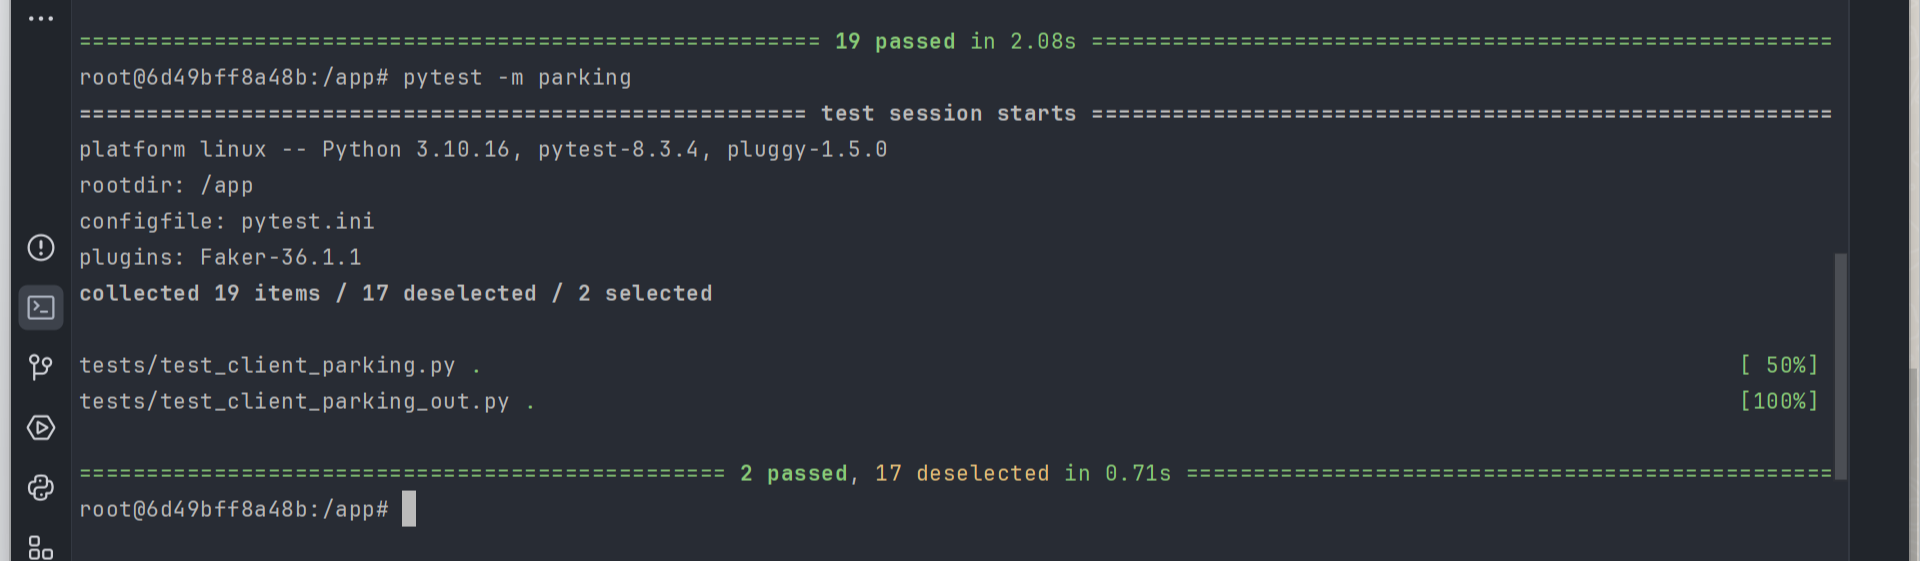 ======================================================= 19 passed in 2.08s =======================================================
root@6d49bff8a48b:/app# pytest -m parking
====================================================== test session starts =======================================================
platform linux -- Python 3.10.16, pytest-8.3.4, pluggy-1.5.0
rootdir: /app
configfile: pytest.ini
plugins: Faker-36.1.1
collected 19 items / 17 deselected / 2 selected
tests/test_client_parking.py . [ 50%]
tests/test_client_parking_out.py . [100%]
================================================ 2 passed, 17 deselected in 0.71s ================================================
root@6d49bff8a48b:/app#